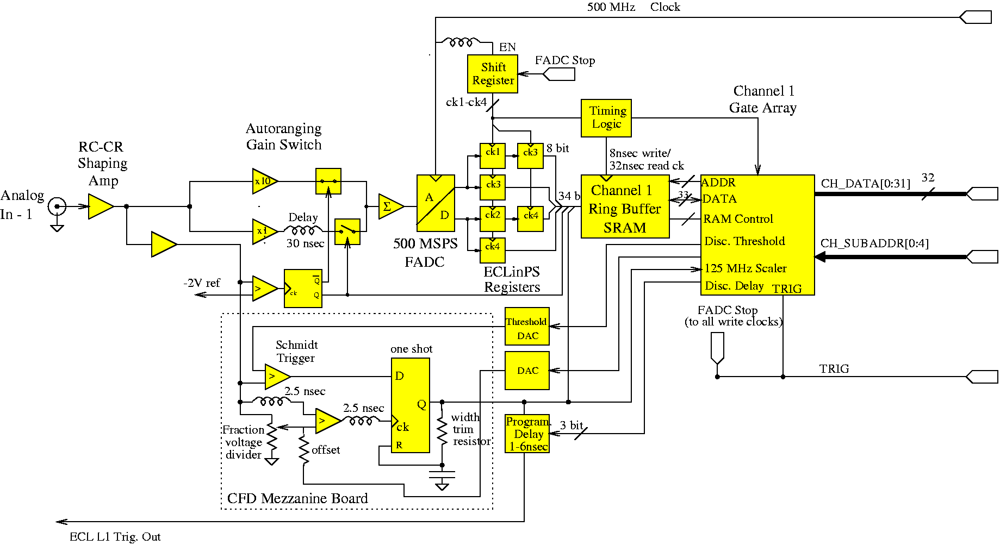 500 MHz Clock
EN
FADC Stop
Shift
Register
ck1-ck4
Channel 1
Gate Array
Timing
Logic
Autoranging
Gain Switch
RC-CR
Shaping
Amp
8 bit
ck1
ck3
8nsec write/
32nsec read ck
x10
ck3
A
D
Channel 1
Ring Buffer
SRAM
34 b
33
ADDR
DATA
RAM Control
CH_DATA[0:31]
32
Analog
In - 1
Σ
Delay
30 nsec
x1
ck2
ck4
ck4
500 MSPS
FADC
Disc. Threshold
CH_SUBADDR[0:4]
ECLinPS
Registers
125 MHz Scaler
Disc. Delay
TRIG
-2V ref
>
ck
Q
Q
FADC Stop
(to all write clocks)
Threshold
DAC
Schmidt
Trigger
one shot
>
D
DAC
TRIG
2.5 nsec
2.5 nsec
>
Q
ck
R
width
trim
resistor
Program.
Delay
1-6nsec
3 bit
Fraction
voltage
divider
offset
CFD Mezzanine Board
ECL L1 Trig. Out